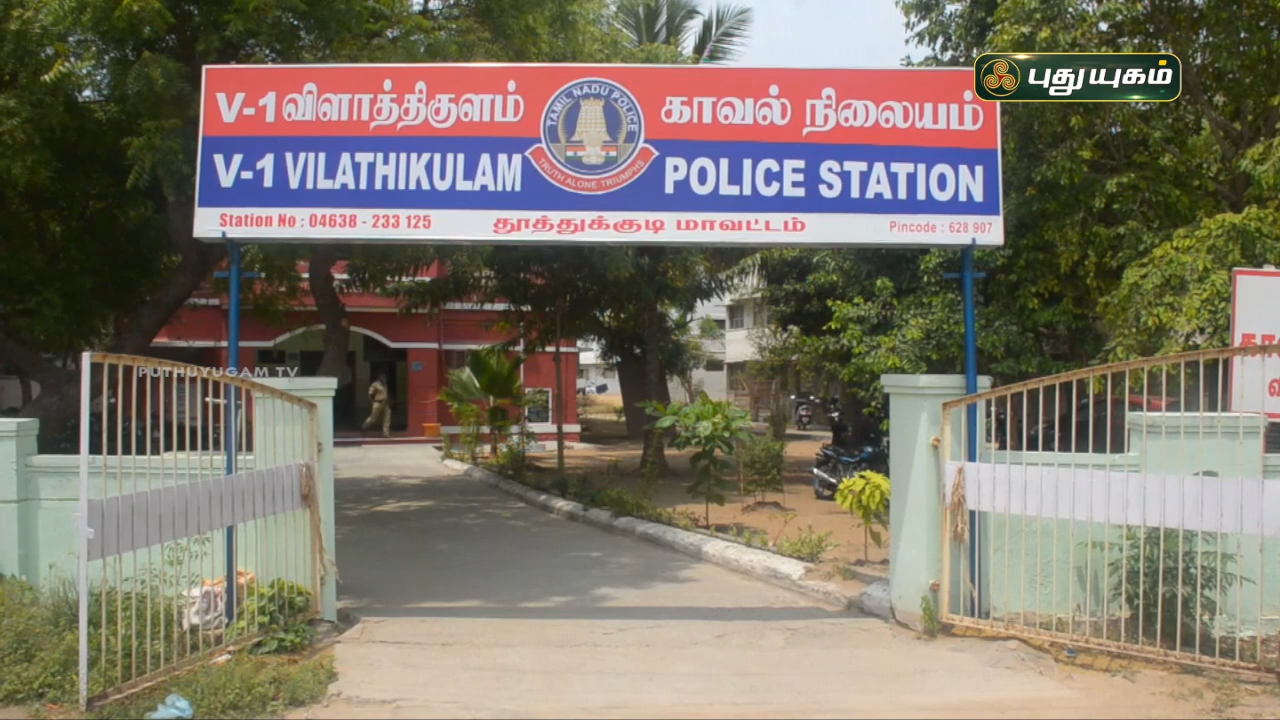 புதுயுகம்
V-1 விளாத்திகுளம் காவல் நிலையம்
TAMIL NADU POLICE
TRUTH ALONE TRIUMPHS
V-1 VILATHIKULAM POLICE STATION
Station No : 04638 - 233 125 தூத்துக்குடி மாவட்டம் Pincode : 628 907
PUTHUYUGAM TV